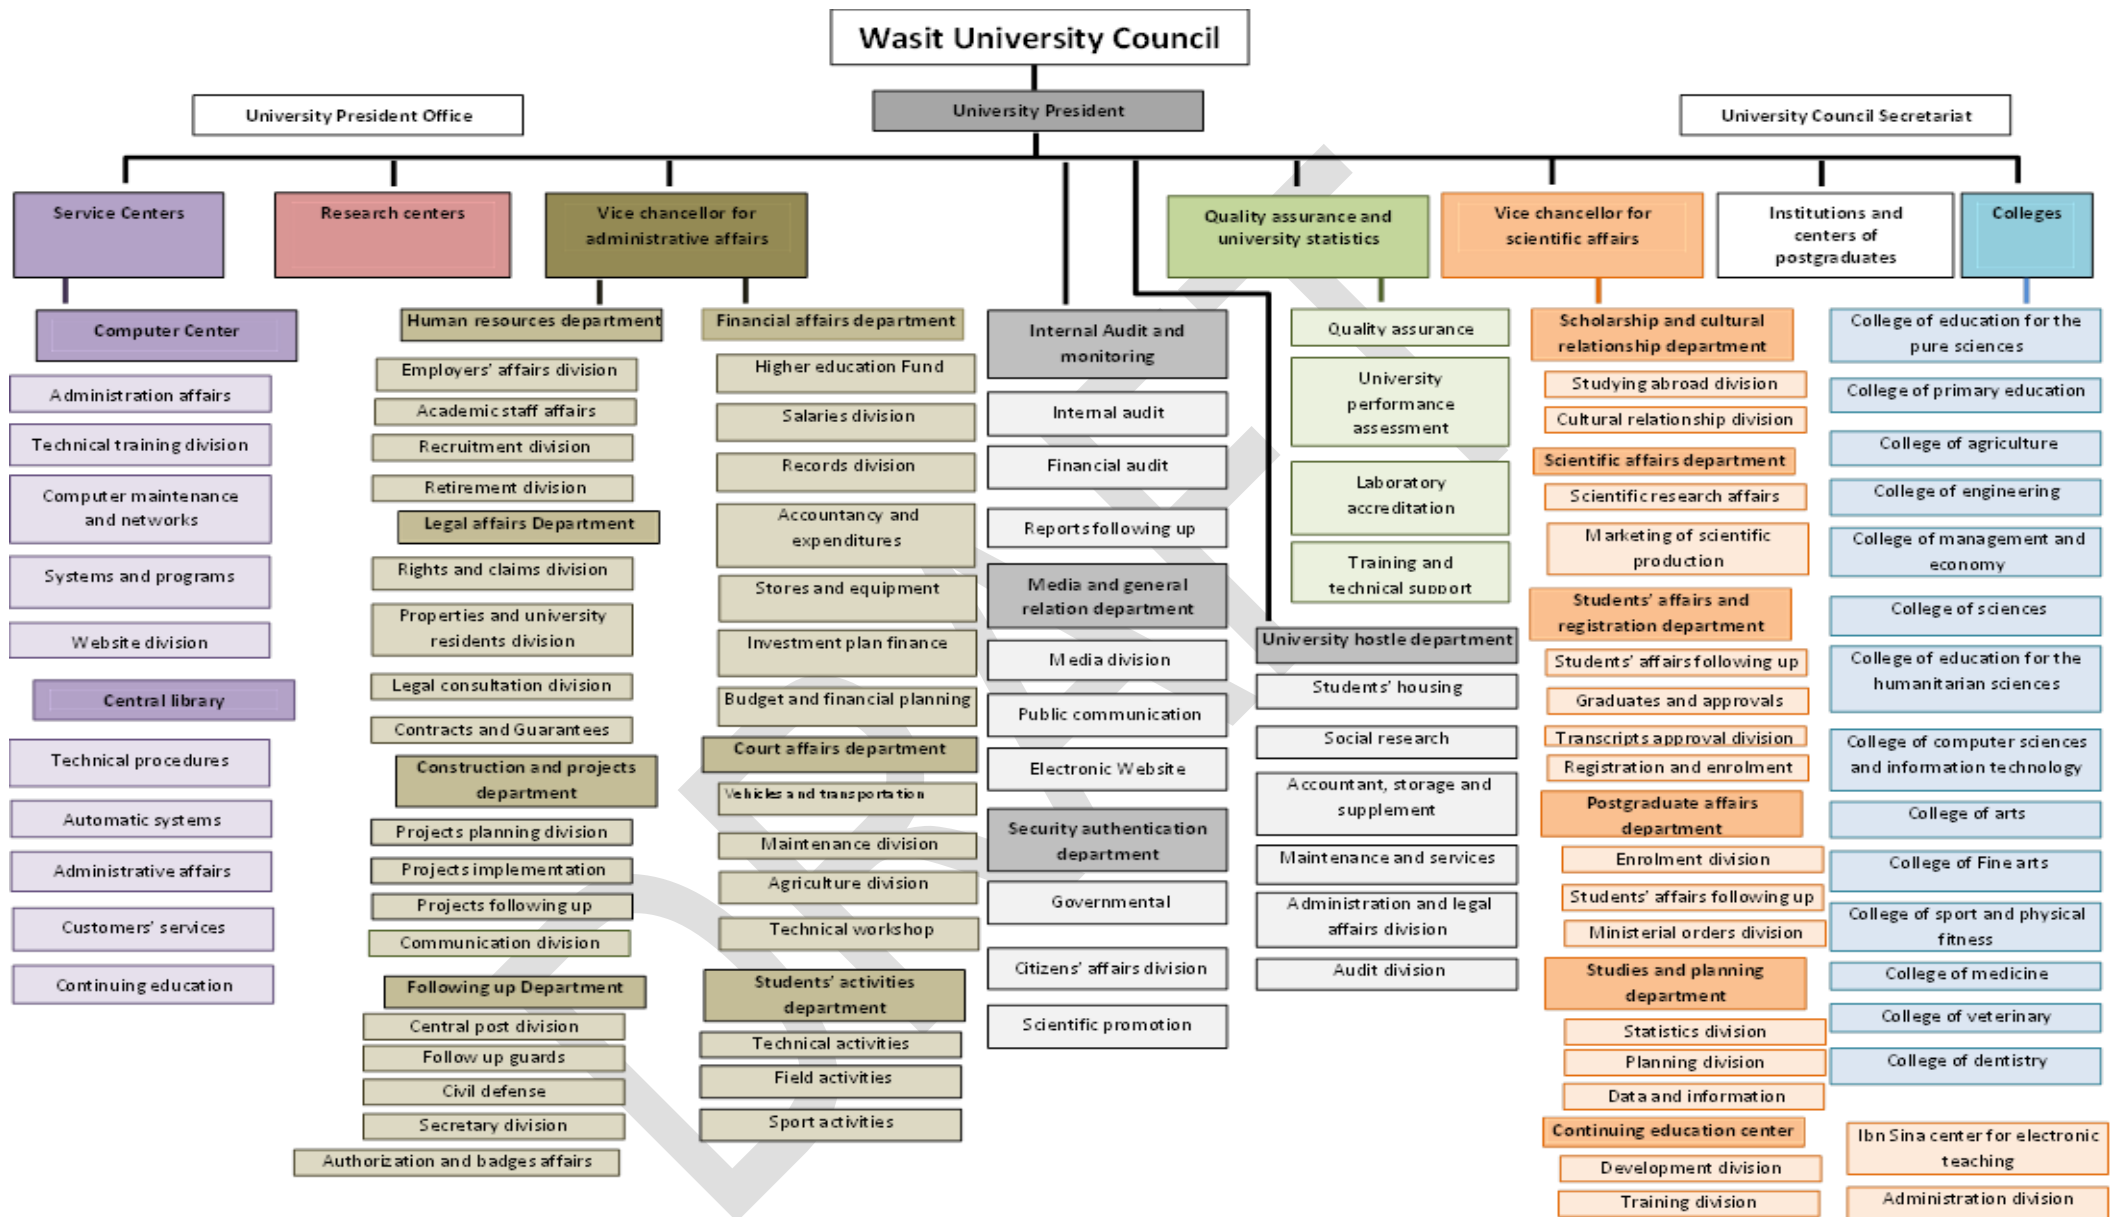 Wasit University Council
University President Office
University President
University Council Secretariat
Service Centers
Research centers
Vice chancellor for
administrative affairs
Quality assurance and
university statistics
Vice chancellor for
scientific affairs
Institutions and
centers of
postgraduates
Colleges
Computer Center
Administration affairs
Technical training division
Computer maintenance
and networks
Systems and programs
Website division
Central library
Technical procedures
Automatic systems
Administrative affairs
Customers' services
Continuing education
Human resources department
Employers' affairs division
Academic staff affairs
Recruitment division
Retirement division
Legal affairs Department
Rights and claims division
Properties and university
residents division
Legal consultation division
Contracts and Guarantees
Construction and projects
department
Projects planning division
Projects implementation
Projects following up
Communication division
Following up Department
Central post division
Follow up guards
Civil defense
Secretary division
Authorization and badges affairs
Financial affairs department
Higher education Fund
Salaries division
Records division
Accountancy and
expenditures
Stores and equipment
Investment plan finance
Budget and financial planning
Court affairs department
Vehicles and transportation
Maintenance division
Agriculture division
Technical workshop
Students' activities
department
Technical activities
Field activities
Sport activities
Internal Audit and
monitoring
Internal audit
Financial audit
Reports following up
Media and general
relation department
Media division
Public communication
Electronic Website
Security authentication
department
Governmental
Citizens' affairs division
Scientific promotion
University hostle department
Students' housing
Social research
Accountant, storage and
supplement
Maintenance and services
Administration and legal
affairs division
Audit division
Quality assurance
University
performance
assessment
Laboratory
accreditation
Training and
technical support
Scholarship and cultural
relationship department
Studying abroad division
Cultural relationship division
Scientific affairs department
Scientific research affairs
Marketing of scientific
production
Students' affairs and
registration department
Students' affairs following up
Graduates and approvals
Transcripts approval division
Registration and enrolment
Postgraduate affairs
department
Enrolment division
Students' affairs following up
Ministerial orders division
Studies and planning
department
Statistics division
Planning division
Data and information
Continuing education center
Development division
Training division
College of education for the
pure sciences
College of primary education
College of agriculture
College of engineering
College of management and
economy
College of sciences
College of education for the
humanitarian sciences
College of computer sciences
and information technology
College of arts
College of Fine arts
College of sport and physical
fitness
College of medicine
College of veterinary
College of dentistry
Ibn Sina center for electronic
teaching
Administration division
DRAFT